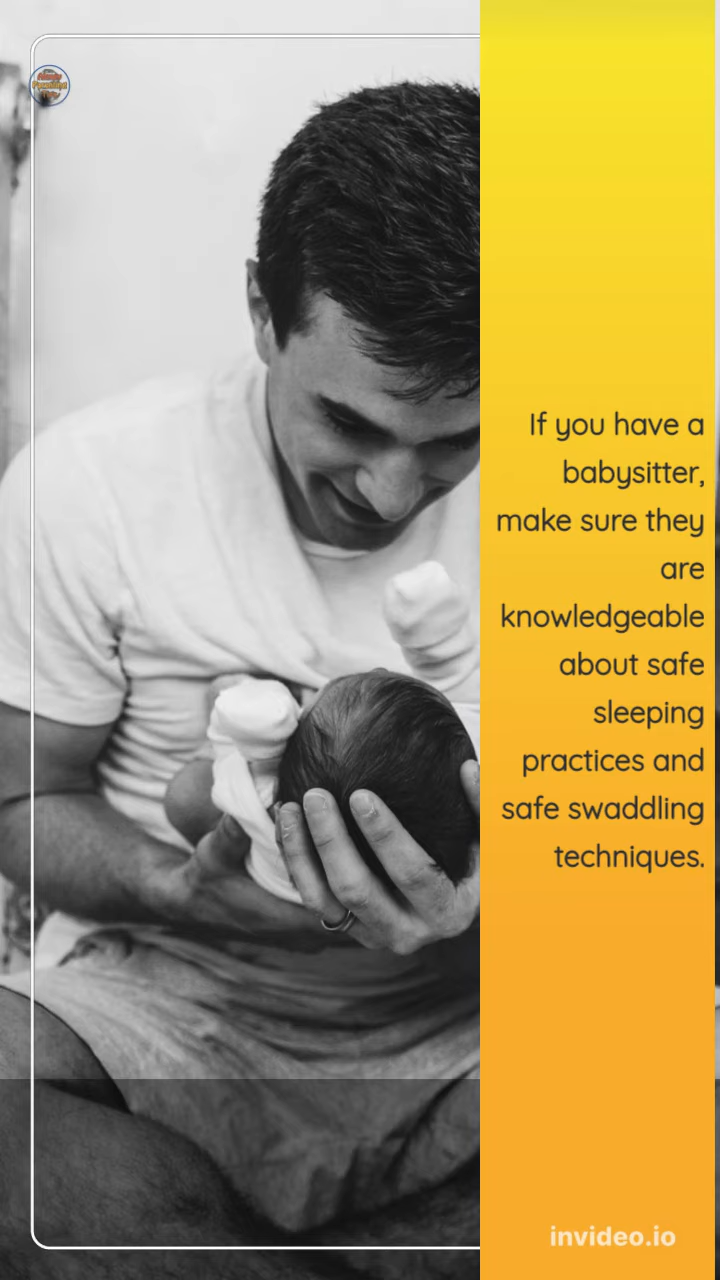 If you have a
babysitter,
make sure they
are
knowledgeable
about safe
sleeping
practices and
safe swaddling
techniques.
invideo.io